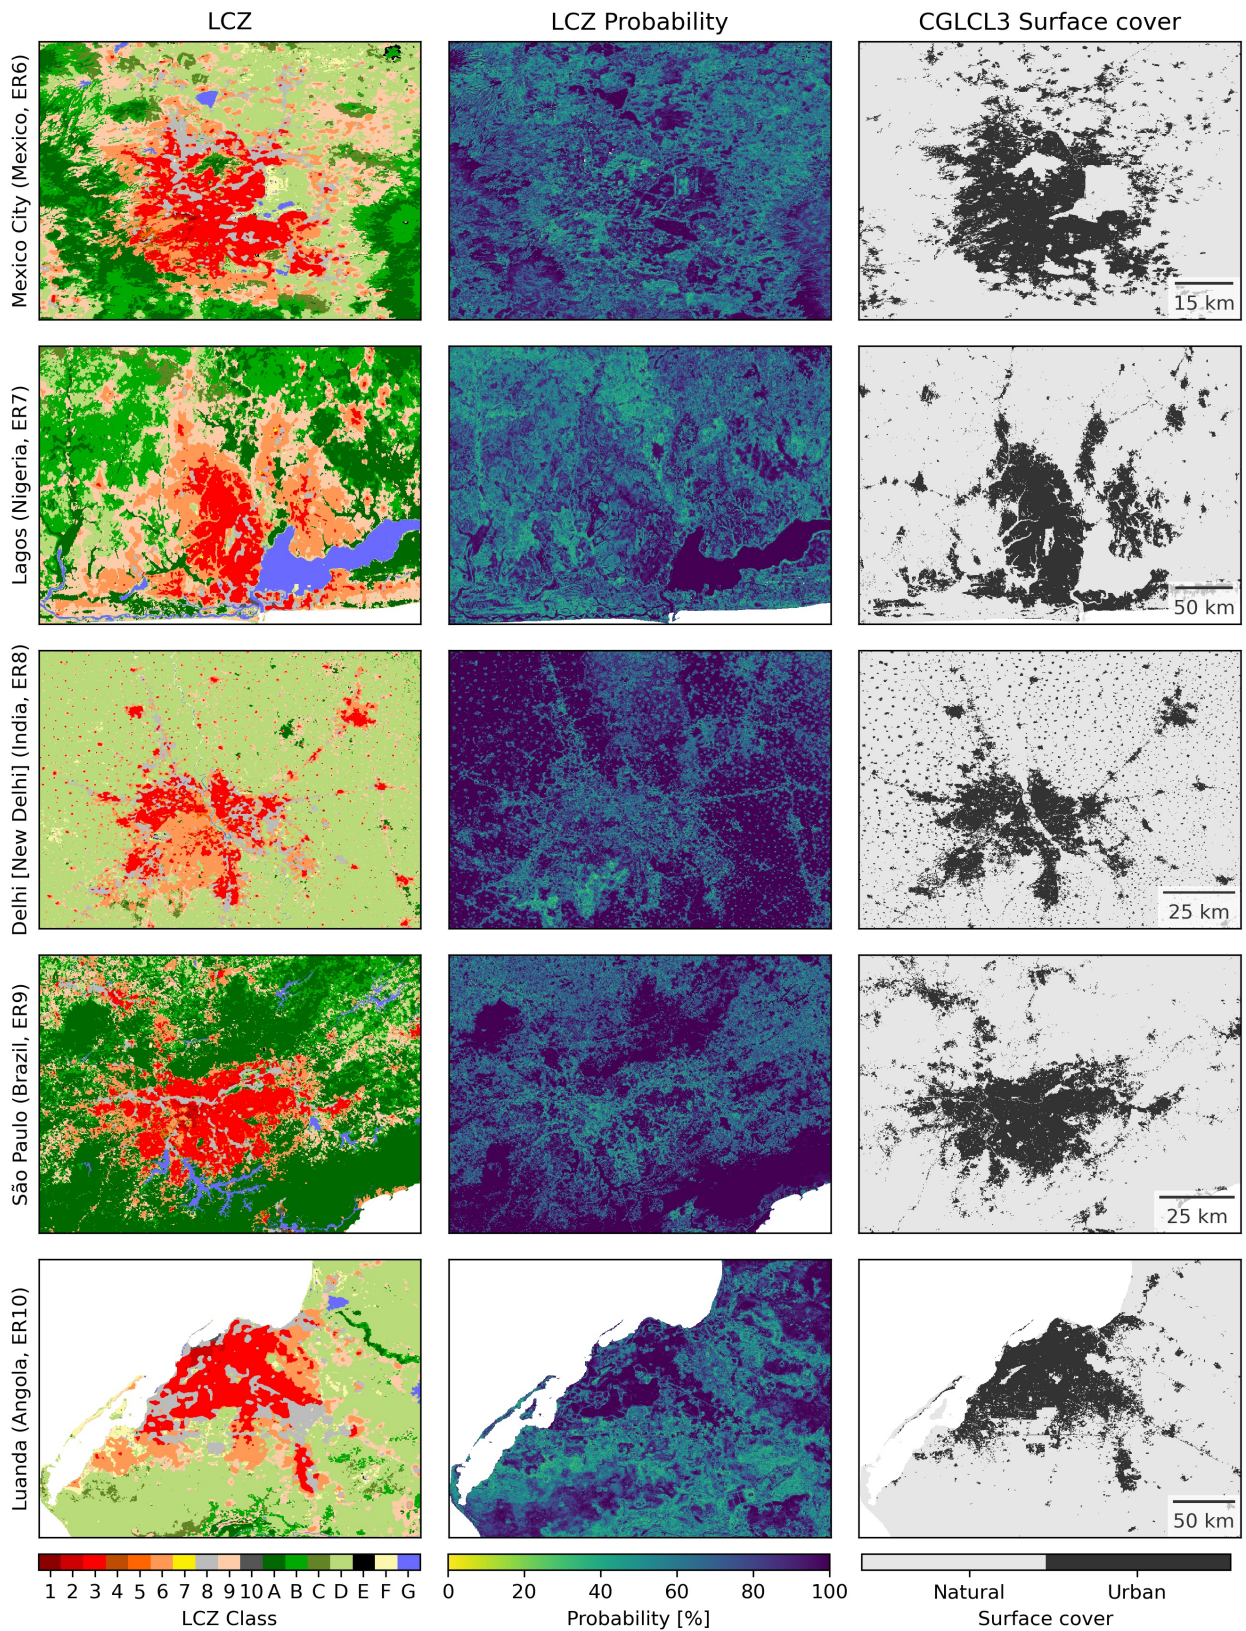 LCZ
LCZ Probability
CGLCL3 Surface cover
Mexico City (Mexico, ER6)
15 km
Lagos (Nigeria, ER7)
50 km
Delhi [New Delhi] (India, ER8)
25 km
São Paulo (Brazil, ER9)
25 km
Luanda (Angola, ER10)
50 km
1 2 3 4 5 6 7 8 9 10 A B C D E F G
LCZ Class
0 20 40 60 80 100
Probability [%]
Natural Urban
Surface cover